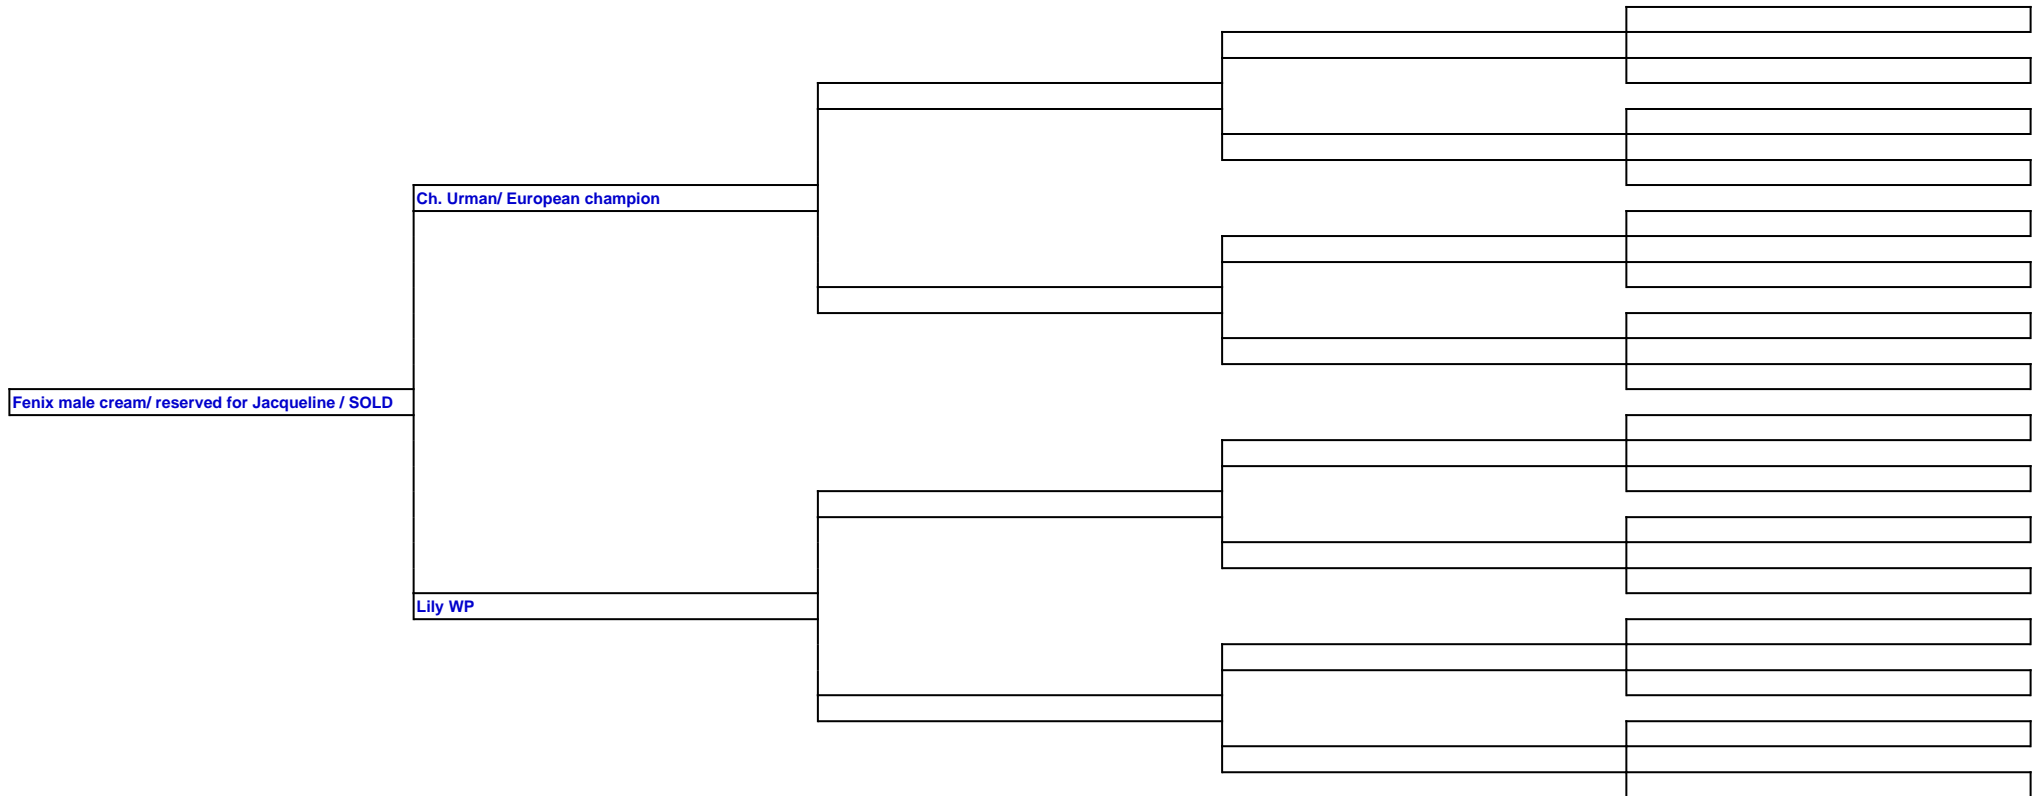 Ch. Urman/ European champion
Fenix male cream/ reserved for Jacqueline / SOLD
Lily WP